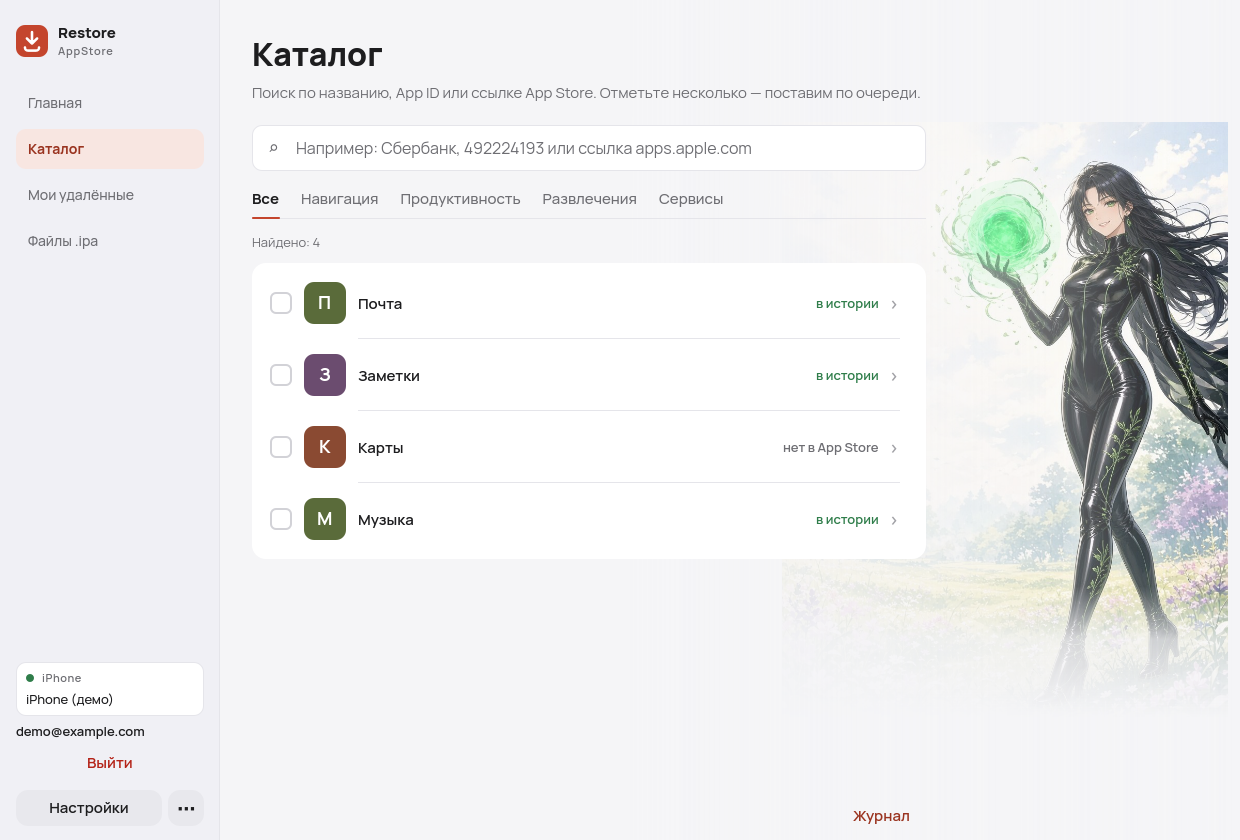 Restore
AppStore
Главная
Каталог
Мои удалённые
Файлы .ipa
iPhone
iPhone (демо)
demo@example.com
Выйти
Настройки
Каталог
Поиск по названию, App ID или ссылке App Store. Отметьте несколько — поставим по очереди.
Например: Сбербанк, 492224193 или ссылка apps.apple.com
Все Навигация Продуктивность Развлечения Сервисы
Найдено: 4
П Почта в истории
З Заметки в истории
К Карты нет в App Store
М Музыка в истории
Журнал